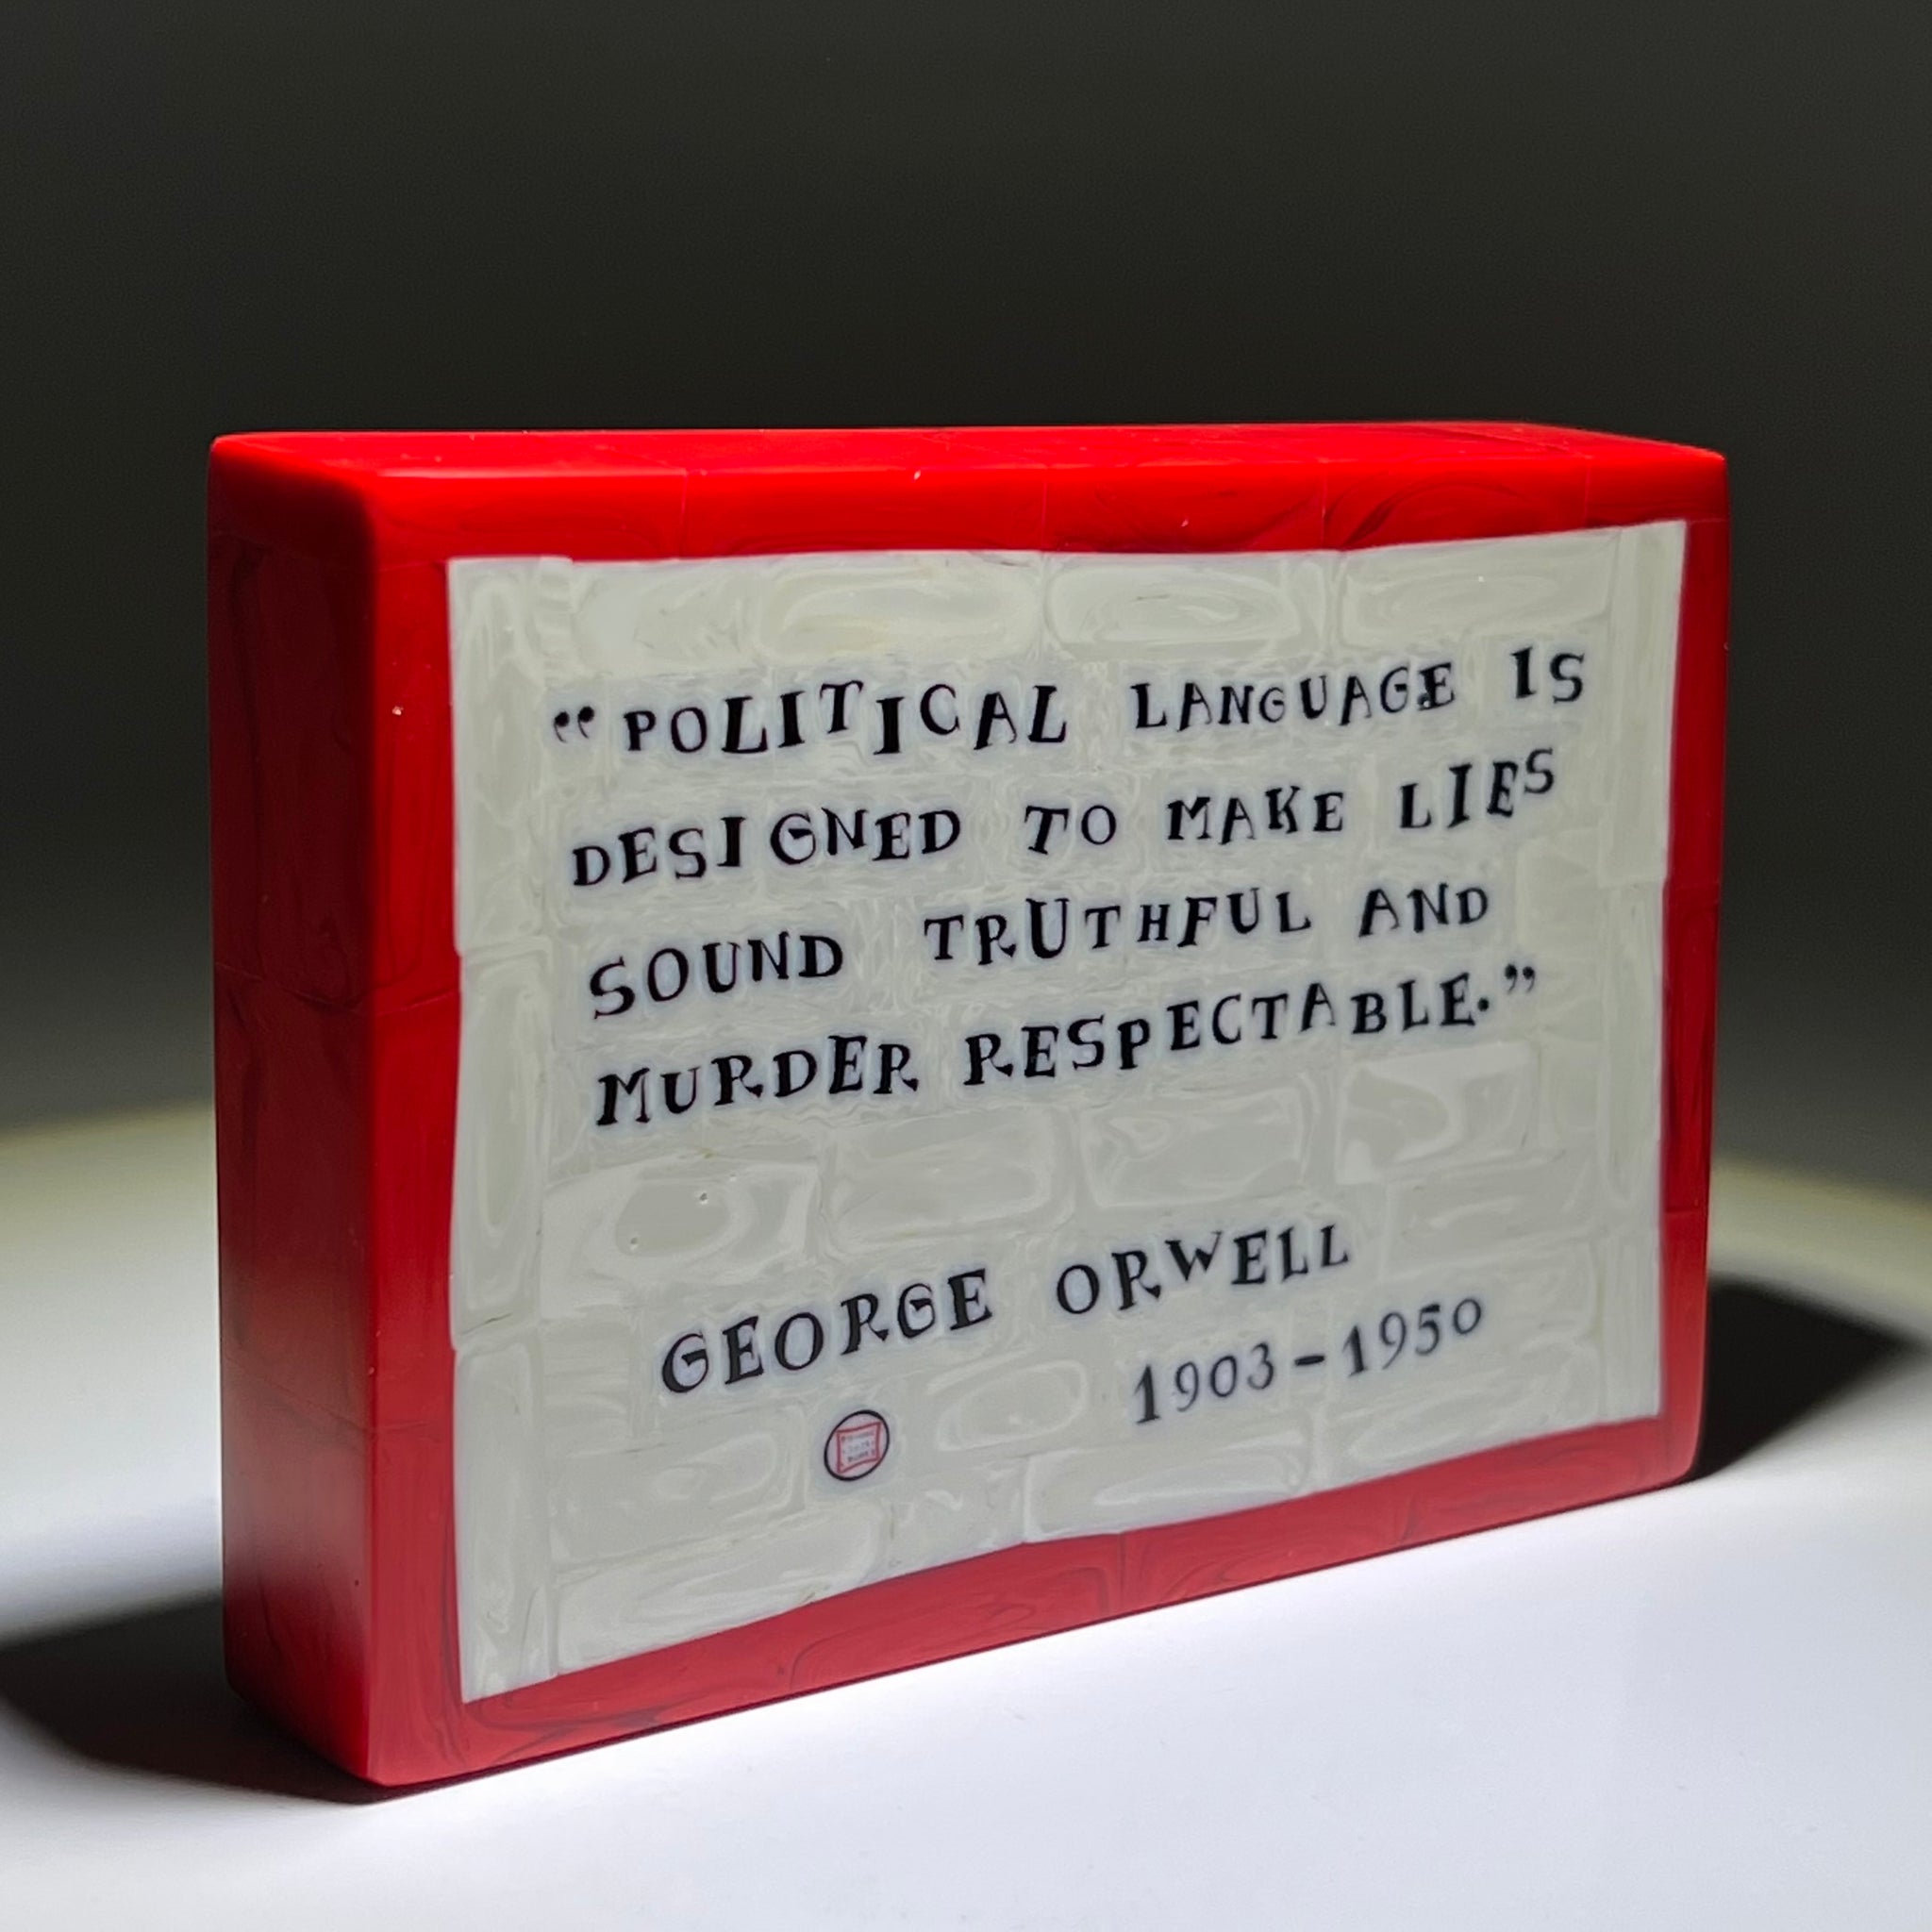 “POLITICAL LANGUAGE IS
DESIGNED TO MAKE LIES
SOUND TRUTHFUL AND
MURDER RESPECTABLE.”
GEORGE ORWELL
1903-1950